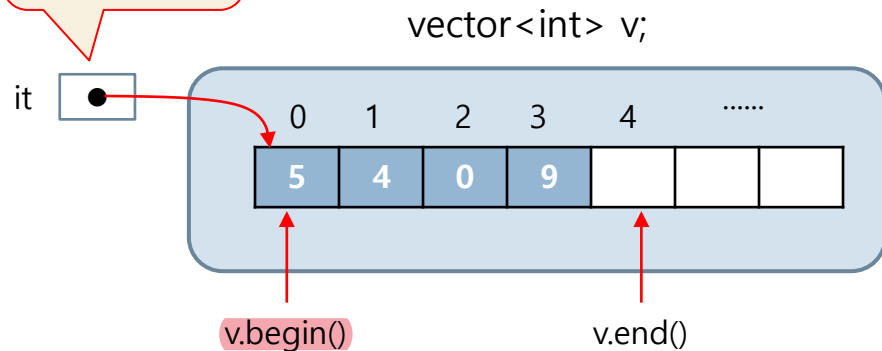 vector<int> v;
it
0 1 2 3 4 ......
5 4 0 9
v.begin() v.end()